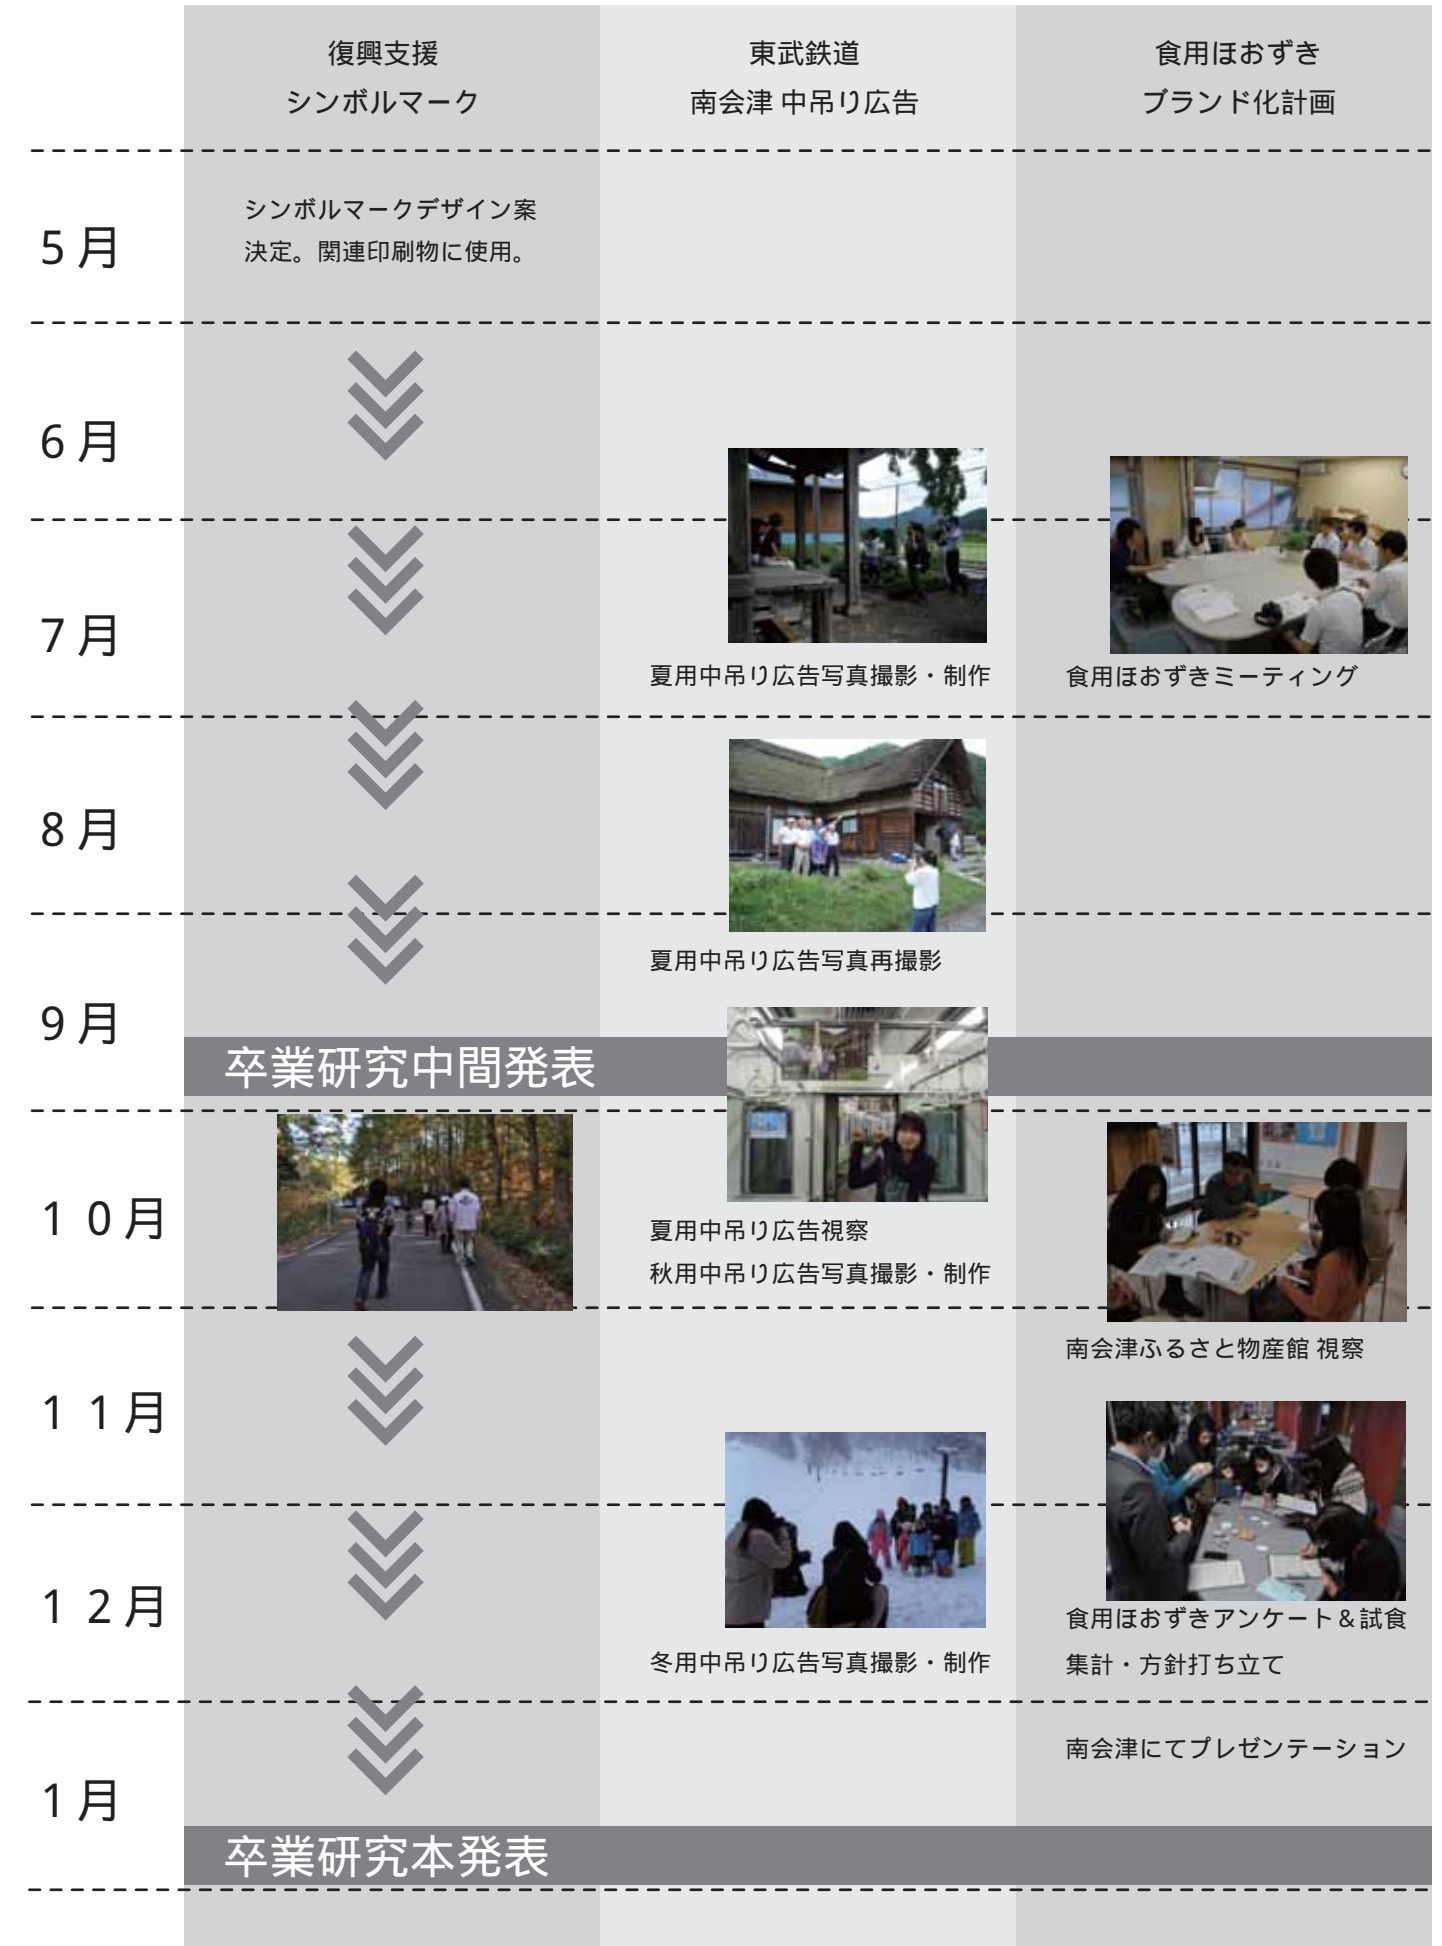 復興支援
シンボルマーク
東武鉄道
南会津 中吊り広告
食用ほおずき
ブランド化計画
5月
シンボルマークデザイン案
決定。関連印刷物に使用。
6月
7月
夏用中吊り広告写真撮影・制作
食用ほおずきミーティング
8月
夏用中吊り広告写真再撮影
9月
卒業研究中間発表
10月
夏用中吊り広告視察
秋用中吊り広告写真撮影・制作
南会津ふるさと物産館 視察
11月
12月
冬用中吊り広告写真撮影・制作
食用ほおずきアンケート&試食
集計・方針打ち立て
1月
南会津にてプレゼンテーション
卒業研究本発表